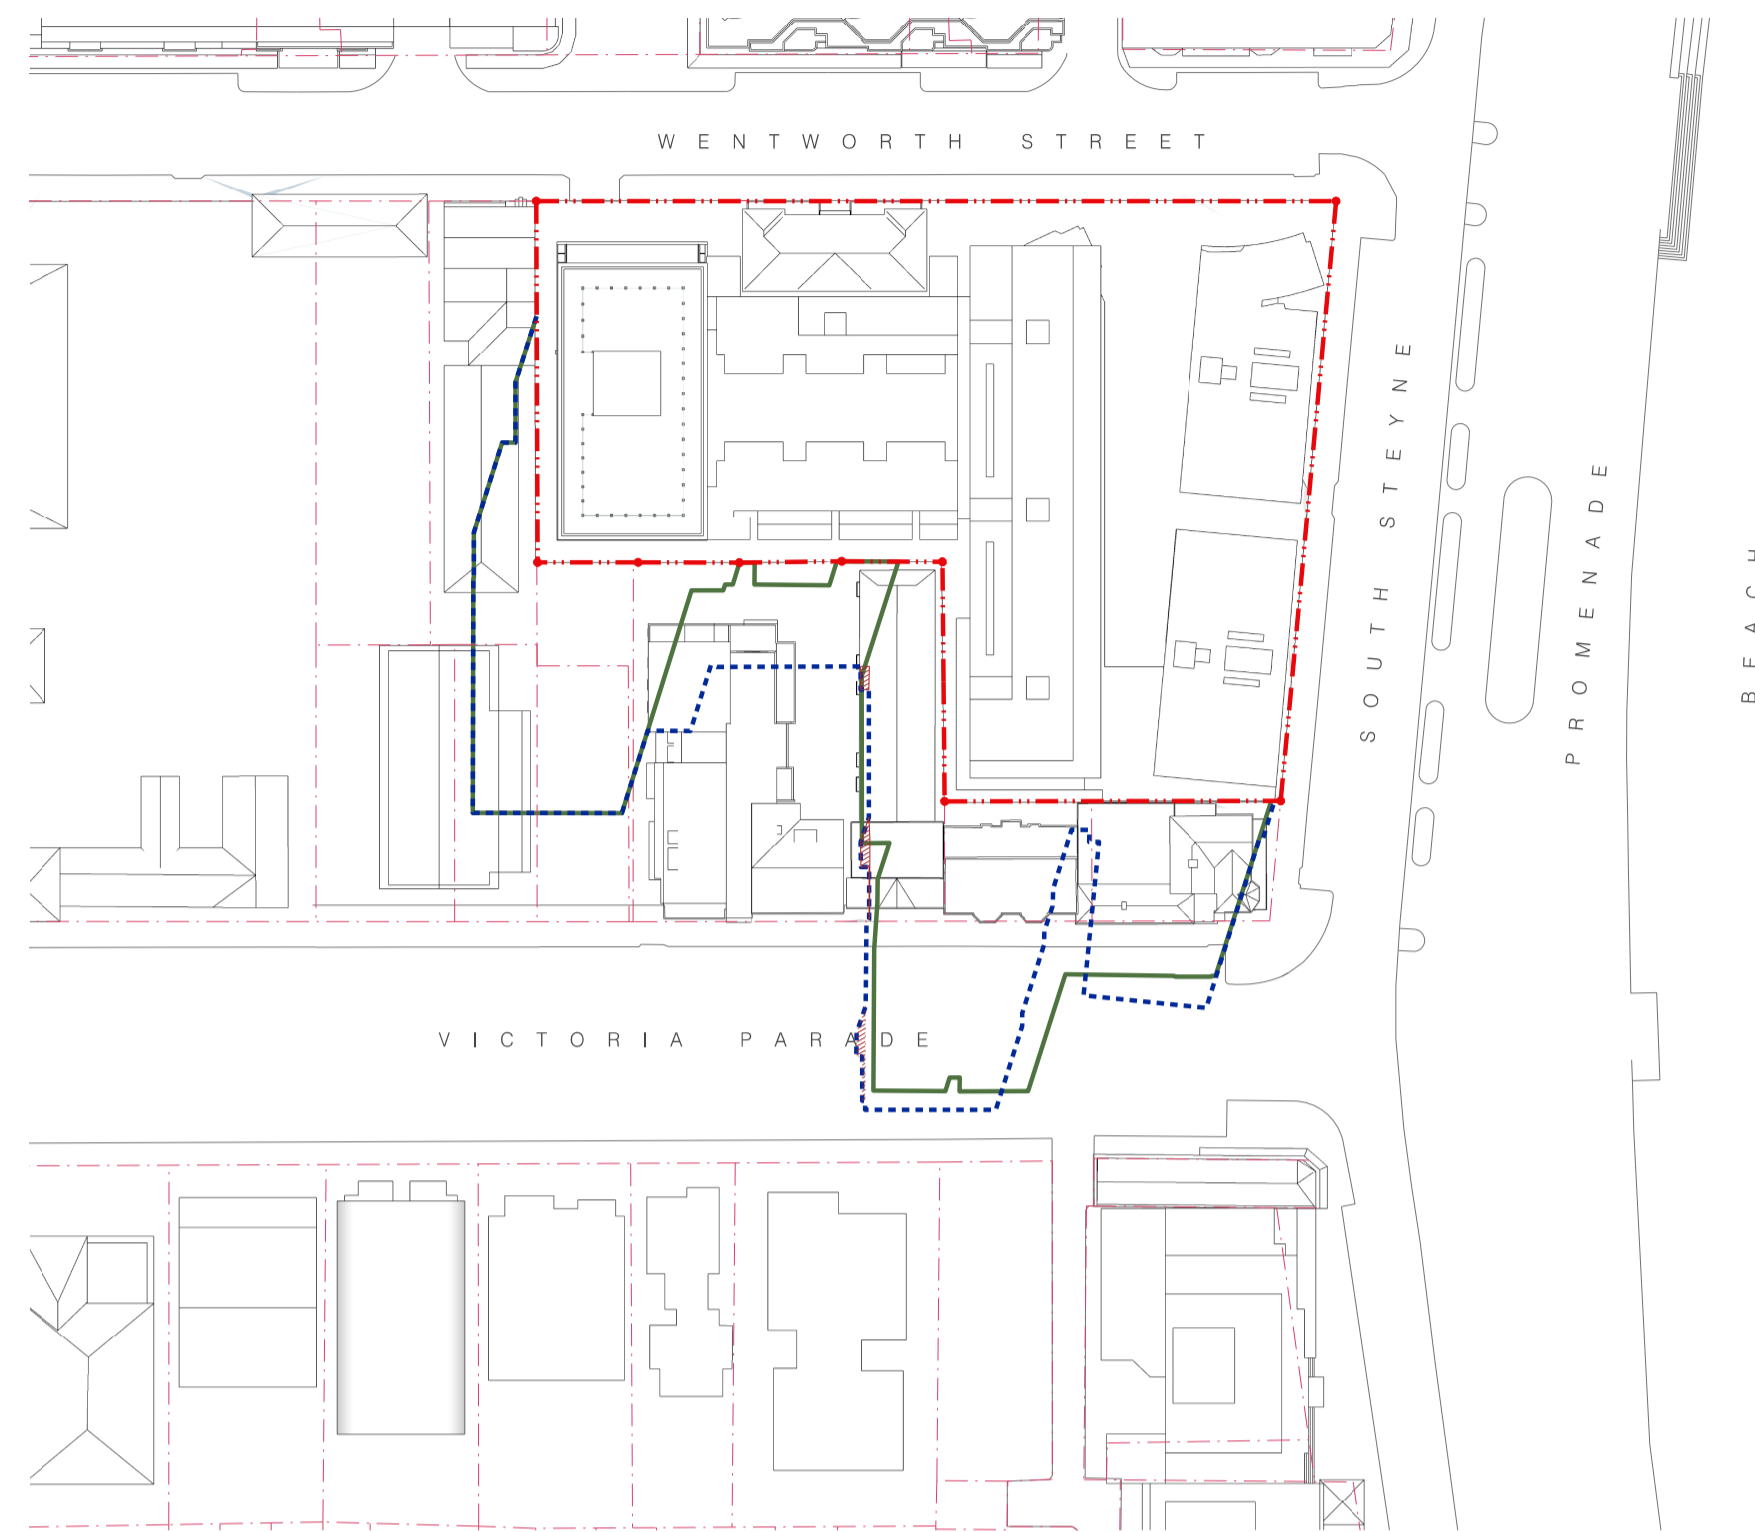 WENTWORTH STREET
SOUTH STEYNE
PROMENADE
BEACH
VICTORIA PARADE